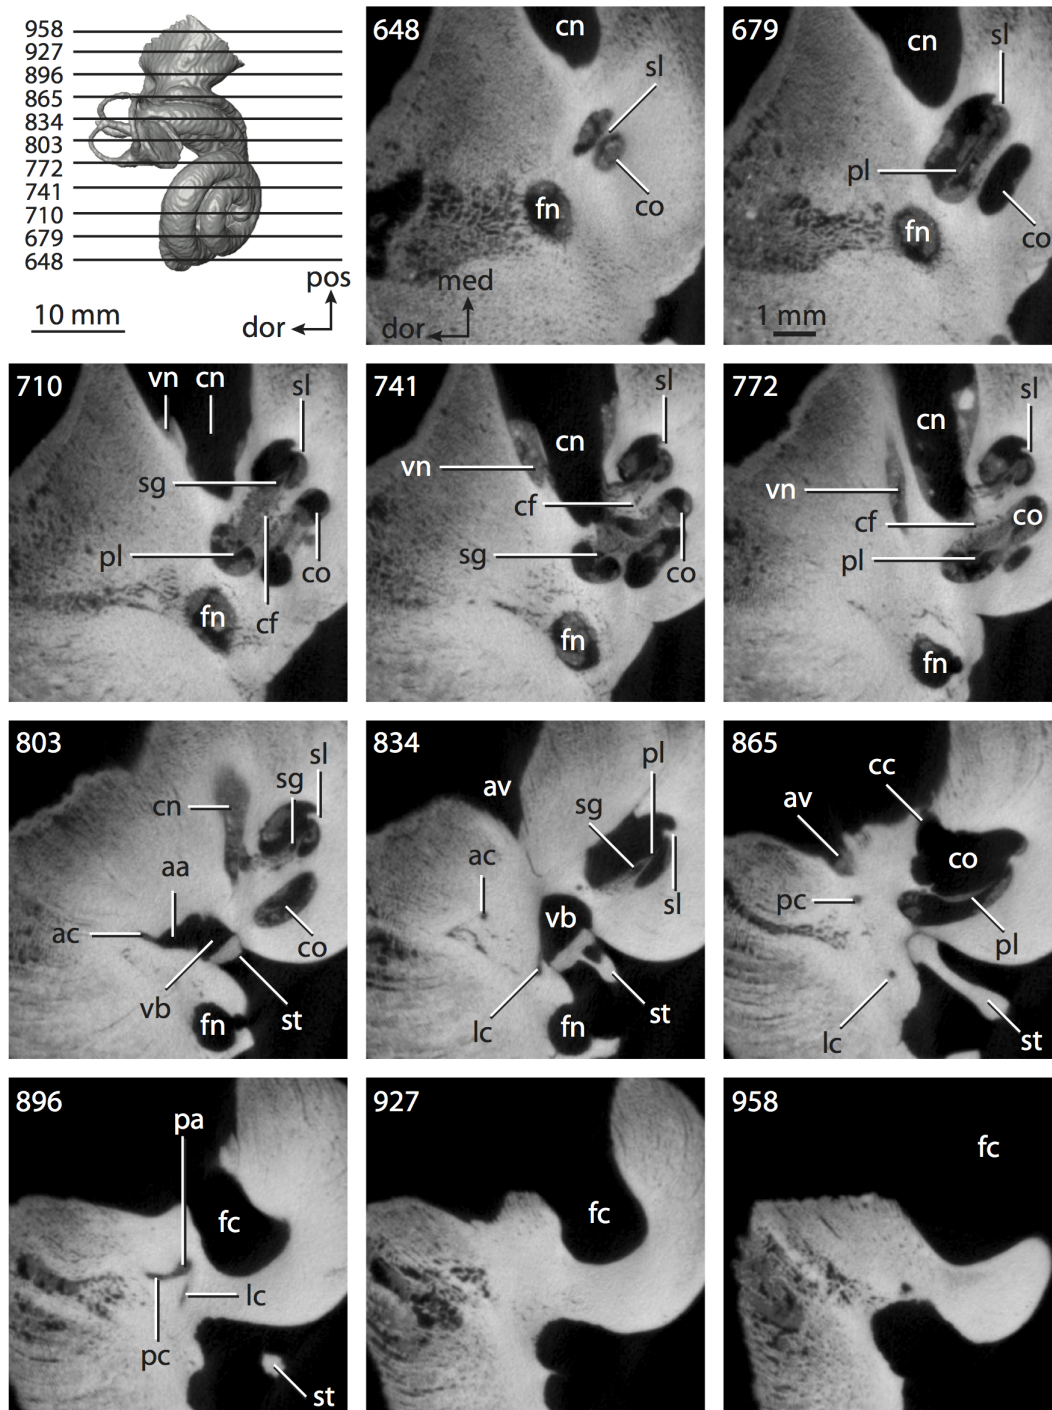 958
927
896
865
834
803
772
741
710
679
648
pos
dor
10 mm
648
cn
sl
co
fn
med
dor
679
cn
sl
pl
fn
co
1 mm
710
vn
cn
sl
sg
pl
co
fn
cf
741
sl
cn
vn
cf
sg
co
fn
772
sl
cn
vn
cf
co
pl
fn
803
sl
sg
cn
aa
ac
co
vb
fn
st
834
pl
av
sg
ac
sl
vb
lc
fn
st
865
cc
av
co
pc
pl
lc
st
896
pa
fc
lc
pc
st
927
fc
958
fc